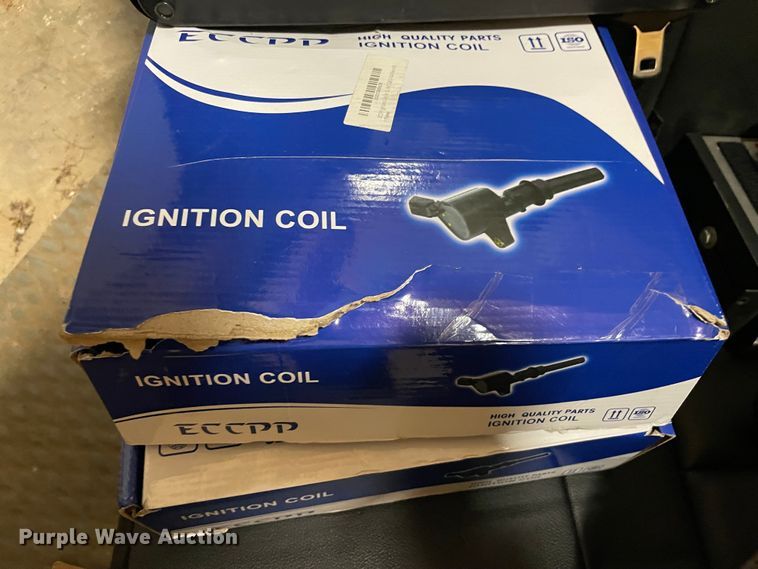 ECCPP
HIGH QUALITY PARTS
IGNITION COIL
ISO
IGNITION COIL
IGNITION COIL
ECCPP
HIGH QUALITY PARTS
IGNITION COIL
ISO
IGNITION COIL
ECCPP
Purple Wave Auction